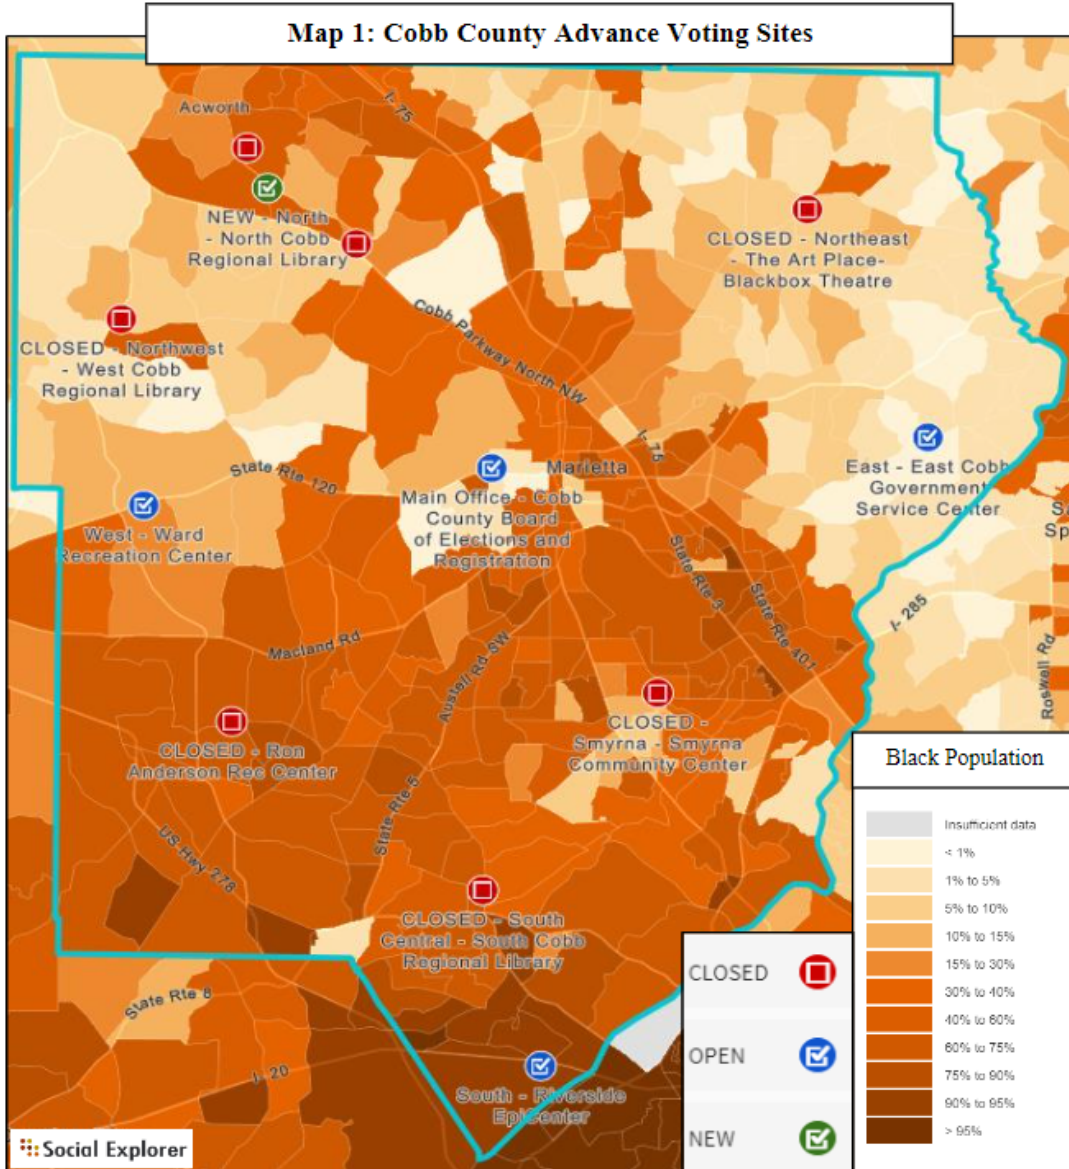 Map 1: Cobb County Advance Voting Sites
Acworth
I- 75
NEW - North
- North Cobb
Regional Library
CLOSED - Northeast
- The Art Place-
Blackbox Theatre
CLOSED - Northwest
- West Cobb
Regional Library
Cobb Parkway North NW
I- 75
State Rte 120
Marietta
Main Office - Cobb
County Board
of Elections and
Registration
East - East Cobb
Government
Service Center
Sa
Sp
West - Ward
Recreation Center
State Rte 3
State Rte 401
I- 285
Roswell Rd
Macland Rd
Austell Rd SW
CLOSED -
Smyrna - Smyrna
Community Center
CLOSED - Ron
Anderson Rec Center
State Rte 5
US Hwy 278
CLOSED - South
Central - South Cobb
Regional Library
State Rte 8
I- 20
South - Riverside
EpiCenter
Black Population
Insufficient data
< 1%
1% to 5%
5% to 10%
10% to 15%
15% to 30%
30% to 40%
40% to 60%
60% to 75%
75% to 90%
90% to 95%
> 95%
CLOSED
OPEN
NEW
Social Explorer